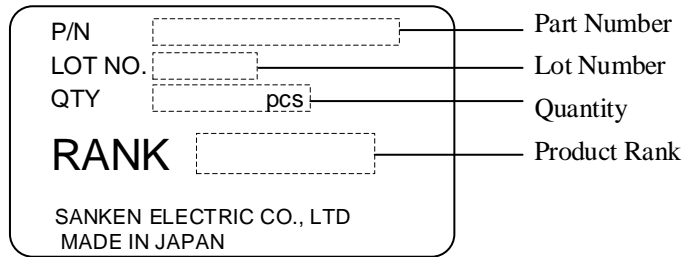 P/N Part Number
LOT NO. Lot Number
QTY pcs Quantity
RANK Product Rank
SANKEN ELECTRIC CO., LTD
MADE IN JAPAN